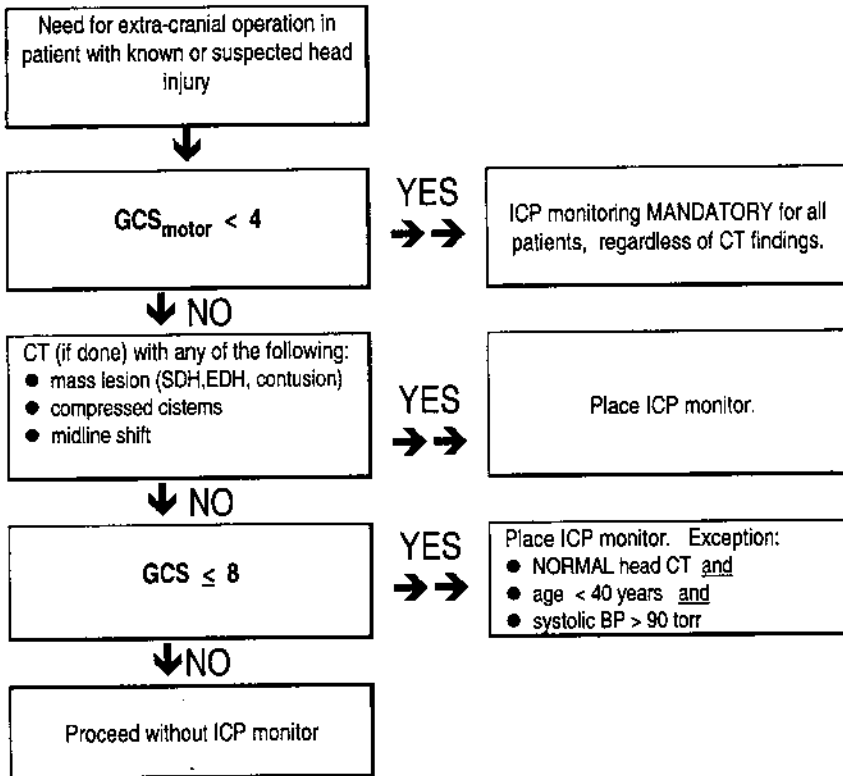 Need for extra-cranial operation in
patient with known or suspected head
injury
GCSmotor < 4
YES
ICP monitoring MANDATORY for all
patients, regardless of CT findings.
NO
CT (if done) with any of the following:
● mass lesion (SDH,EDH, contusion)
● compressed cisterns
● midline shift
YES
Place ICP monitor.
NO
GCS ≤ 8
YES
Place ICP monitor. Exception:
● NORMAL head CT and
● age < 40 years and
● systolic BP > 90 torr
NO
Proceed without ICP monitor